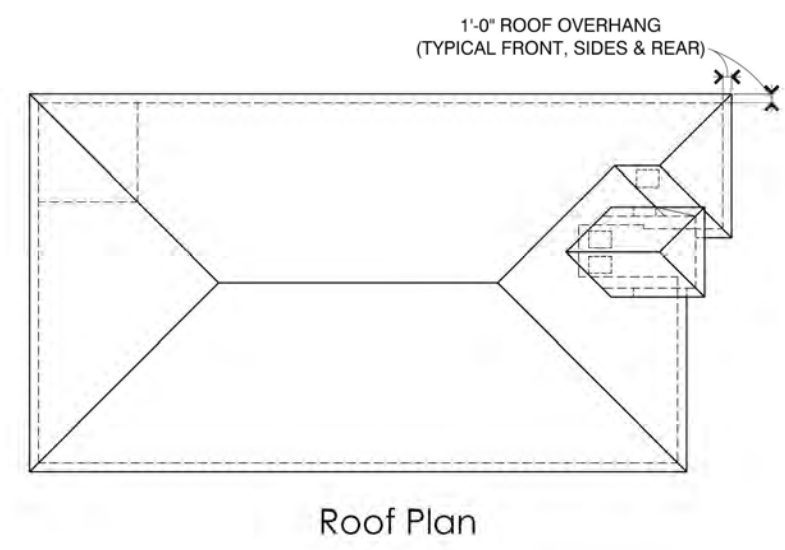 1'-0" ROOF OVERHANG
(TYPICAL FRONT, SIDES & REAR)
Roof Plan